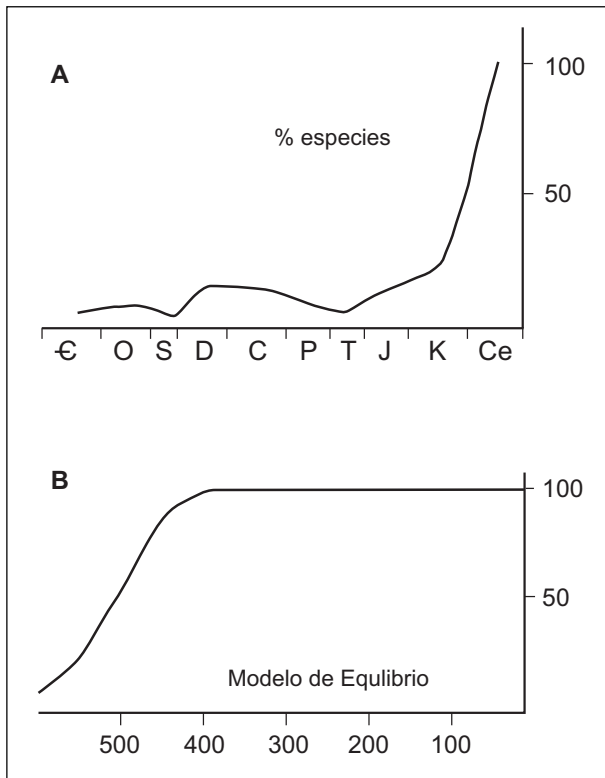 A
100
% especies
50
Є O S D C P T J K Ce
B
100
50
Modelo de Equlibrio
500 400 300 200 100